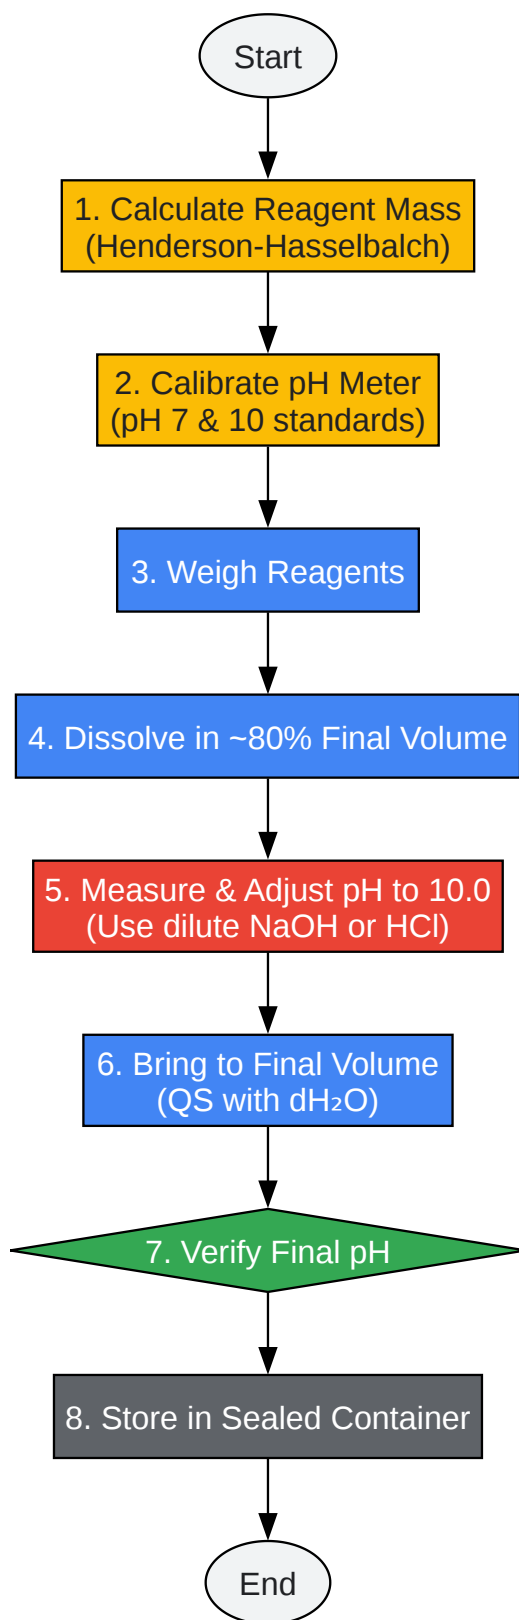 Start
1. Calculate Reagent Mass
(Henderson-Hasselbalch)
2. Calibrate pH Meter
(pH 7 & 10 standards)
3. Weigh Reagents
4. Dissolve in ~80% Final Volume
5. Measure & Adjust pH to 10.0
(Use dilute NaOH or HCl)
6. Bring to Final Volume
(QS with dH₂O)
7. Verify Final pH
8. Store in Sealed Container
End